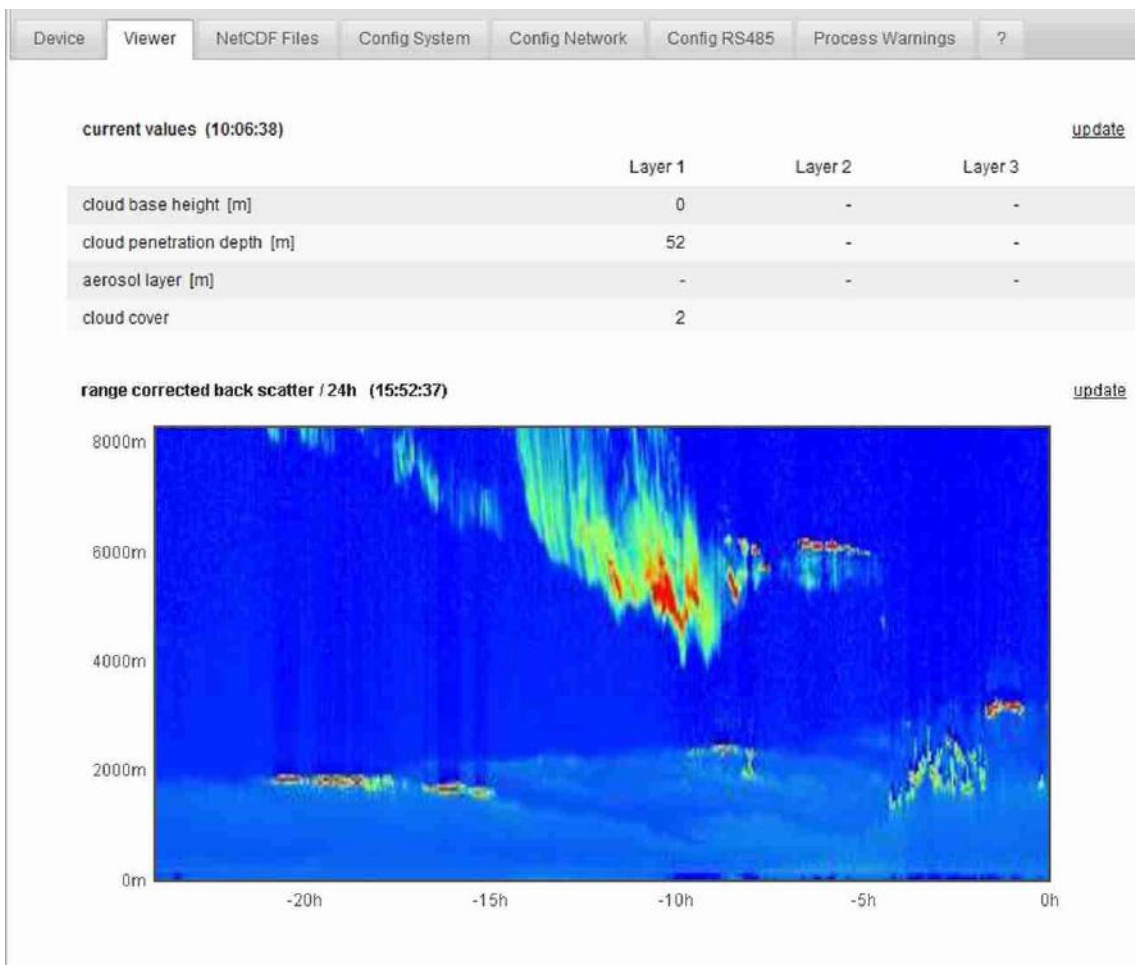 Device Viewer NetCDF Files Config System Config Network Config RS485 Process Warnings ?
current values (10:06:38) update
Layer 1 Layer 2 Layer 3
cloud base height [m] 0 - -
cloud penetration depth [m] 52 - -
aerosol layer [m] - - -
cloud cover 2
range corrected back scatter / 24h (15:52:37) update
8000m
6000m
4000m
2000m
0m
-20h -15h -10h -5h 0h